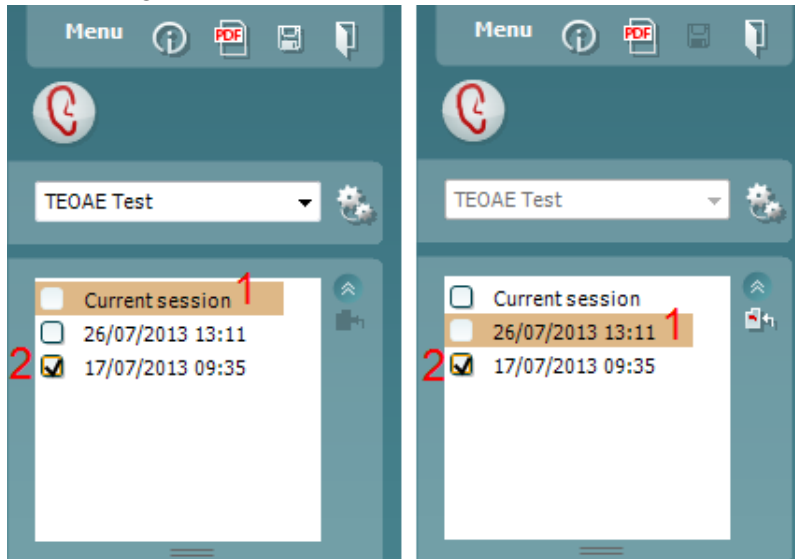 Menu PDF
TEOAE Test
Current session 1
26/07/2013 13:11
2 17/07/2013 09:35
Menu PDF
TEOAE Test
Current session
26/07/2013 13:11 1
2 17/07/2013 09:35